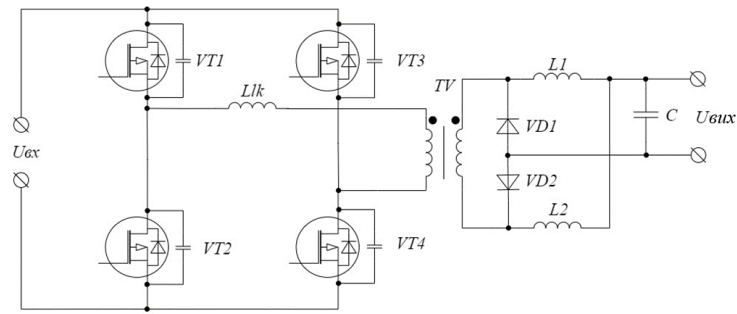 VT1
VT3
Llk
TV
L1
C
Uвих
VD1
Uвх
VD2
L2
VT2
VT4